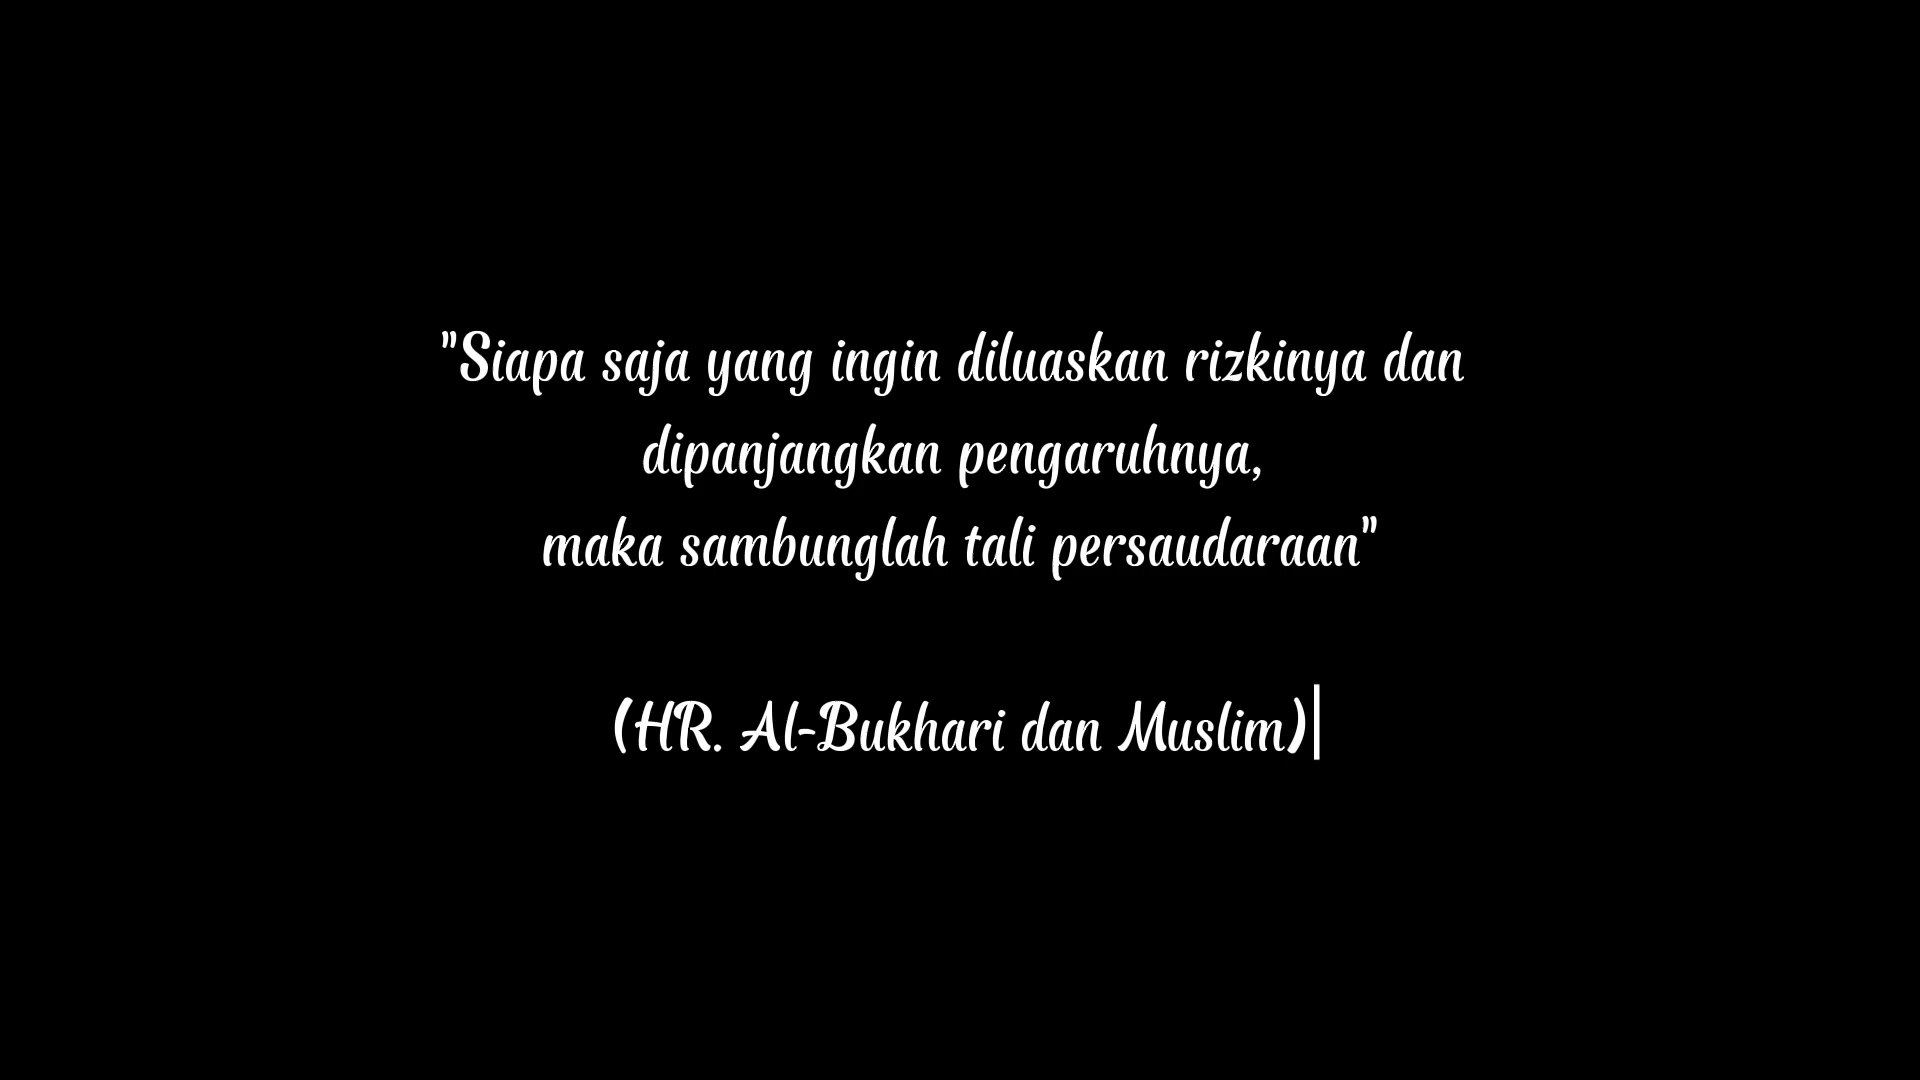 "Siapa saja yang ingin diluaskan rizkinya dan
dipanjangkan pengaruhnya,
maka sambunglah tali persaudaraan"
(HR. Al-Bukhari dan Muslim)|